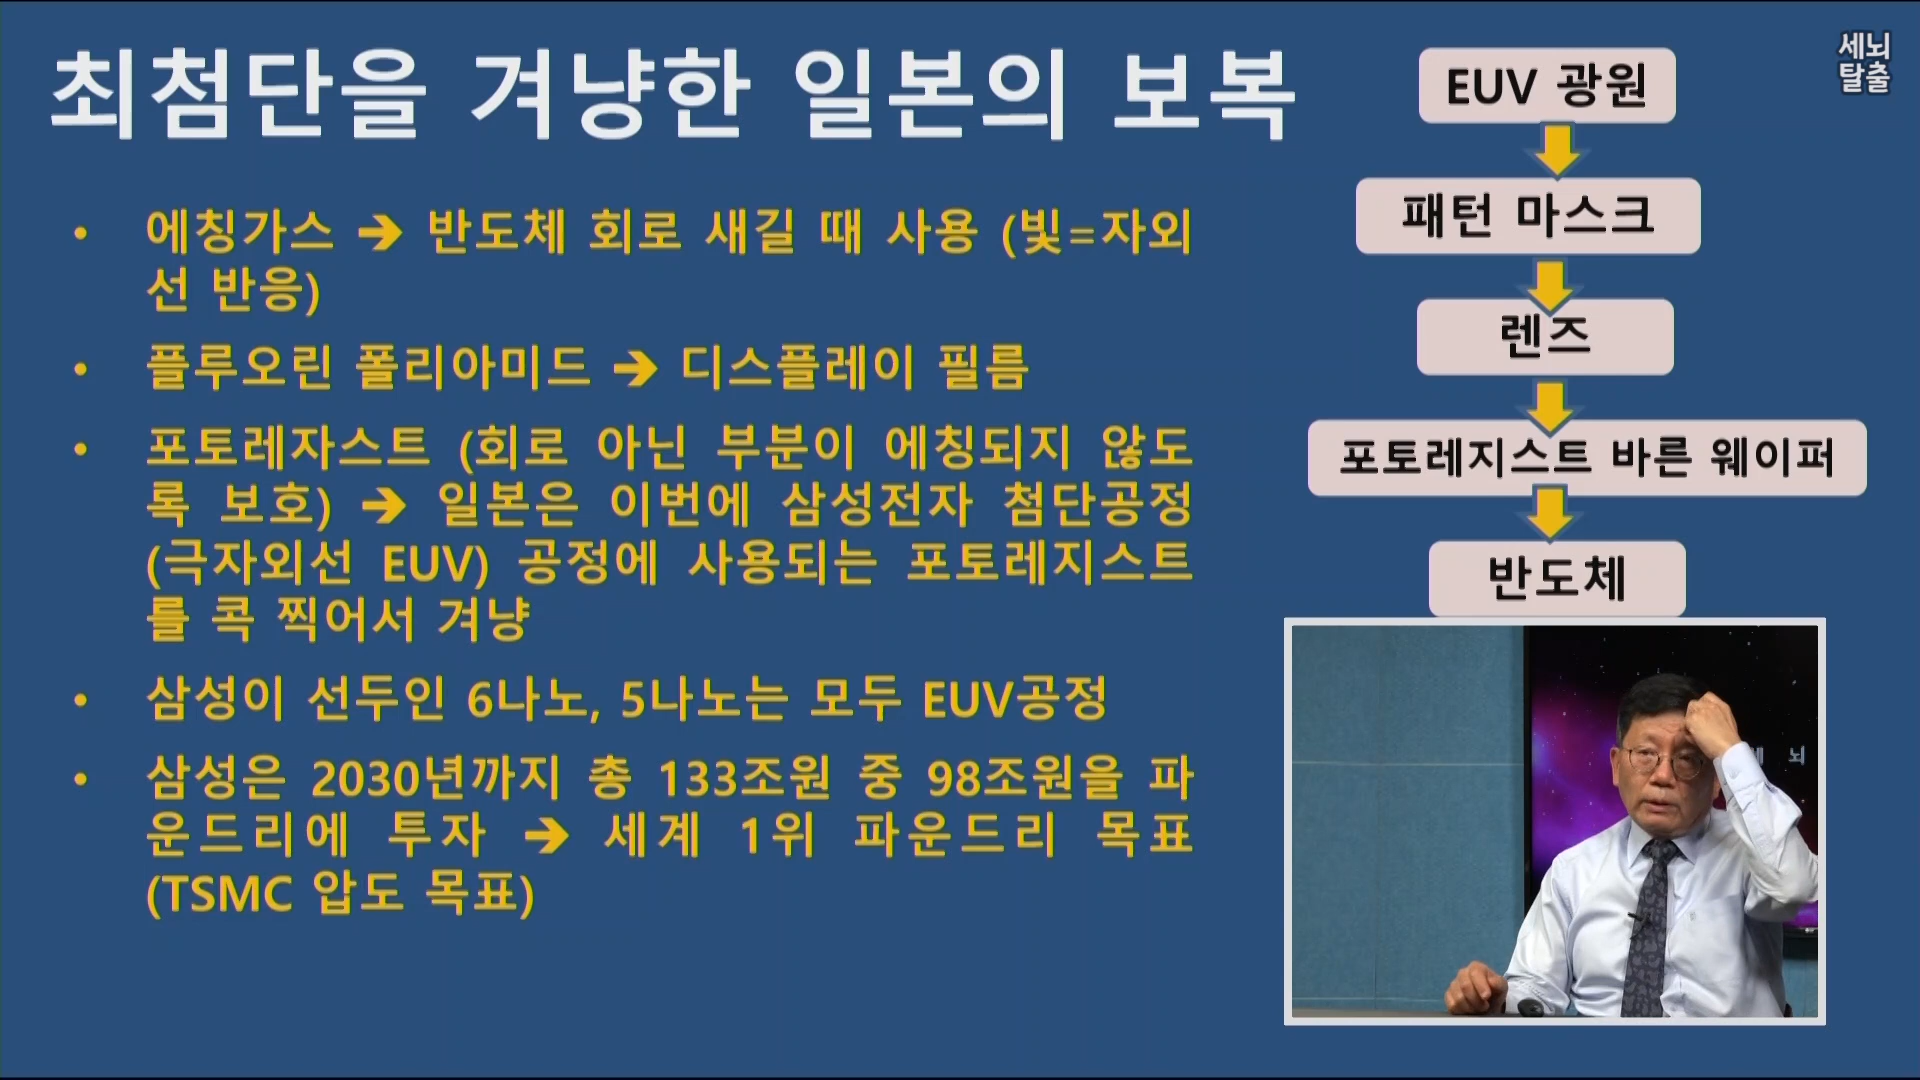 최첨단을 겨냥한 일본의 보복
• 에칭가스 ➔ 반도체 회로 새길 때 사용 (빛=자외
선 반응)
• 플루오린 폴리아미드 ➔ 디스플레이 필름
• 포토레자스트 (회로 아닌 부분이 에칭되지 않도
록 보호) ➔ 일본은 이번에 삼성전자 첨단공정
(극자외선 EUV) 공정에 사용되는 포토레지스트
를 콕 찍어서 겨냥
• 삼성이 선두인 6나노, 5나노는 모두 EUV공정
• 삼성은 2030년까지 총 133조원 중 98조원을 파
운드리에 투자 ➔ 세계 1위 파운드리 목표
(TSMC 압도 목표)
EUV 광원
패턴 마스크
렌즈
포토레지스트 바른 웨이퍼
반도체
세뇌
탈출